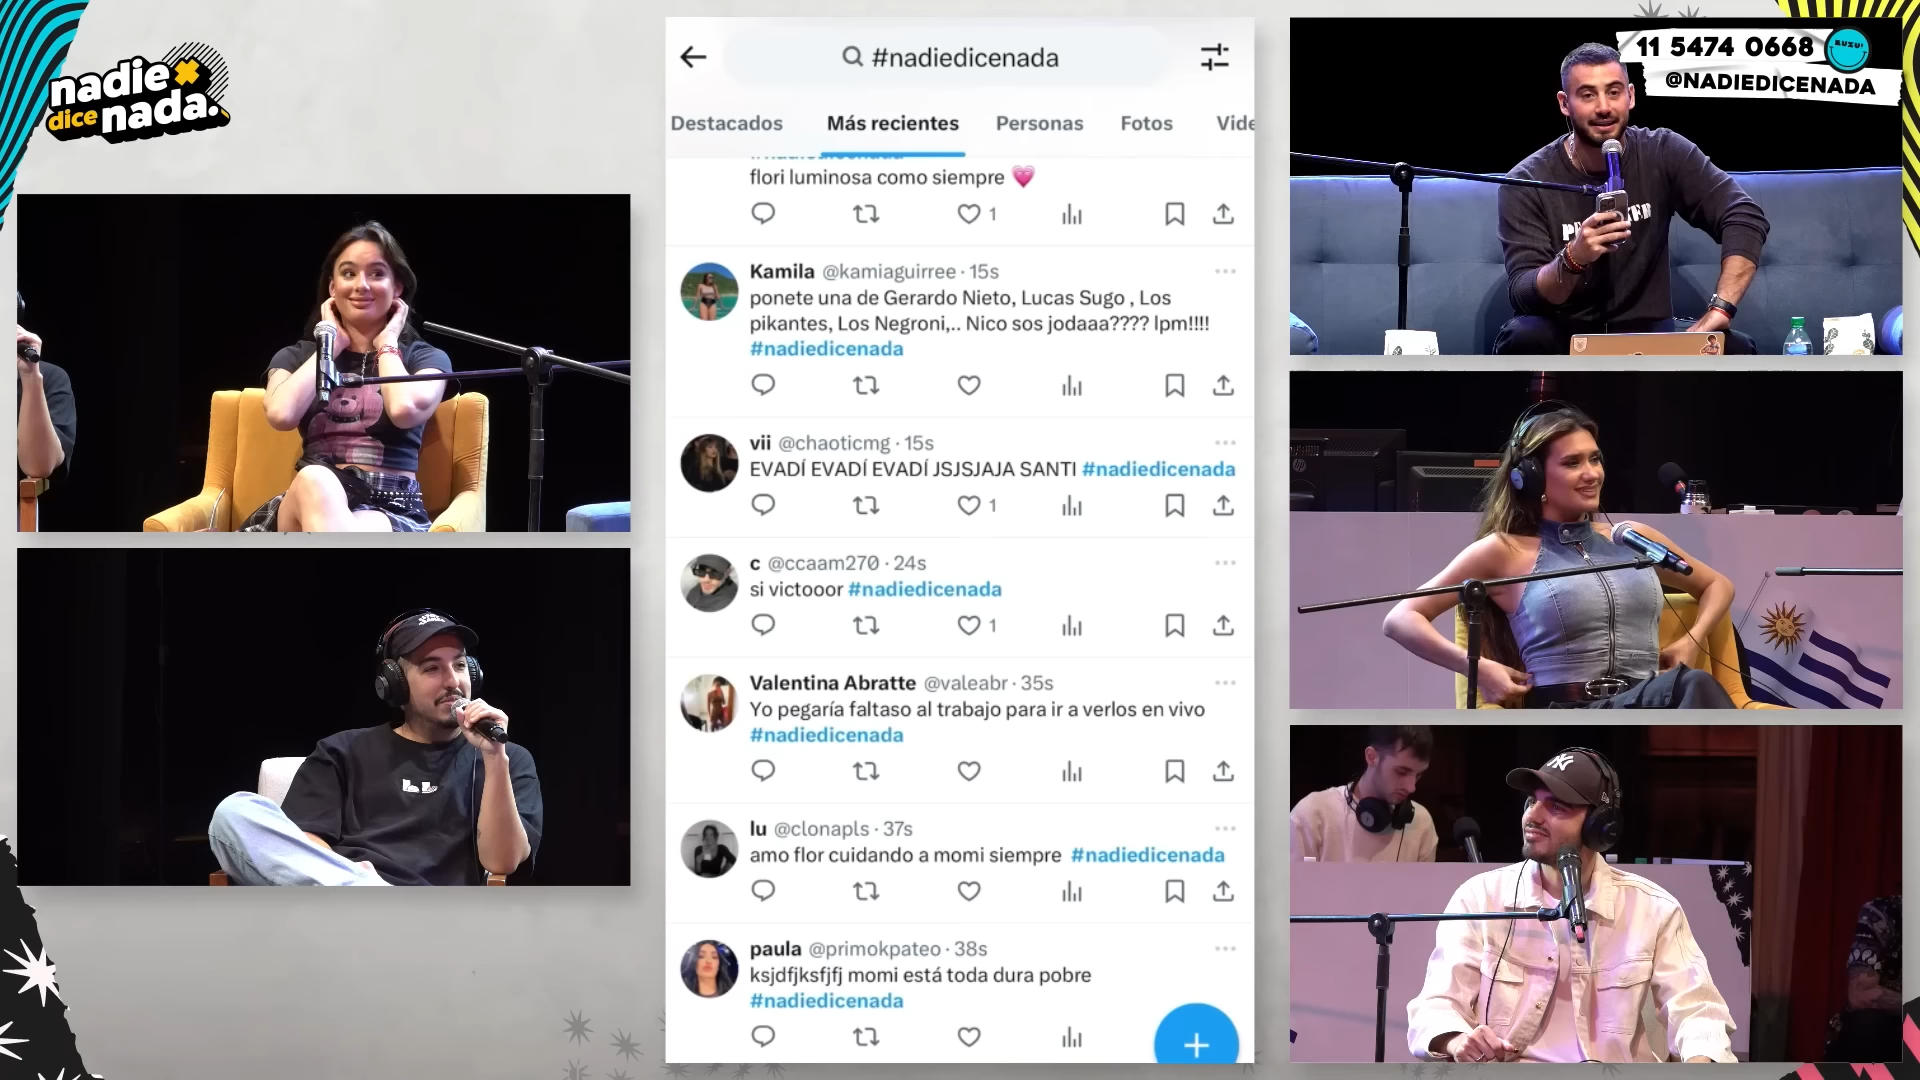 nadie
dice nada.
#nadiedicenada
Destacados Más recientes Personas Fotos Vide
flori luminosa como siempre
1
Kamila @kamiaguirree · 15s
ponete una de Gerardo Nieto, Lucas Sugo , Los
pikantes, Los Negroni,.. Nico sos jodaaa???? lpm!!!!
#nadiedicenada
vii @chaoticmg · 15s
EVADÍ EVADÍ EVADÍ JSJSJAJA SANTI #nadiedicenada
1
c @ccaam270 · 24s
si victooor #nadiedicenada
1
Valentina Abratte @valeabr · 35s
Yo pegaría faltaso al trabajo para ir a verlos en vivo
#nadiedicenada
lu @clonapls · 37s
amo flor cuidando a momi siempre #nadiedicenada
paula @primokpateo · 38s
ksjdfjksfjfj momi está toda dura pobre
#nadiedicenada
11 5474 0668
@NADIEDICENADA